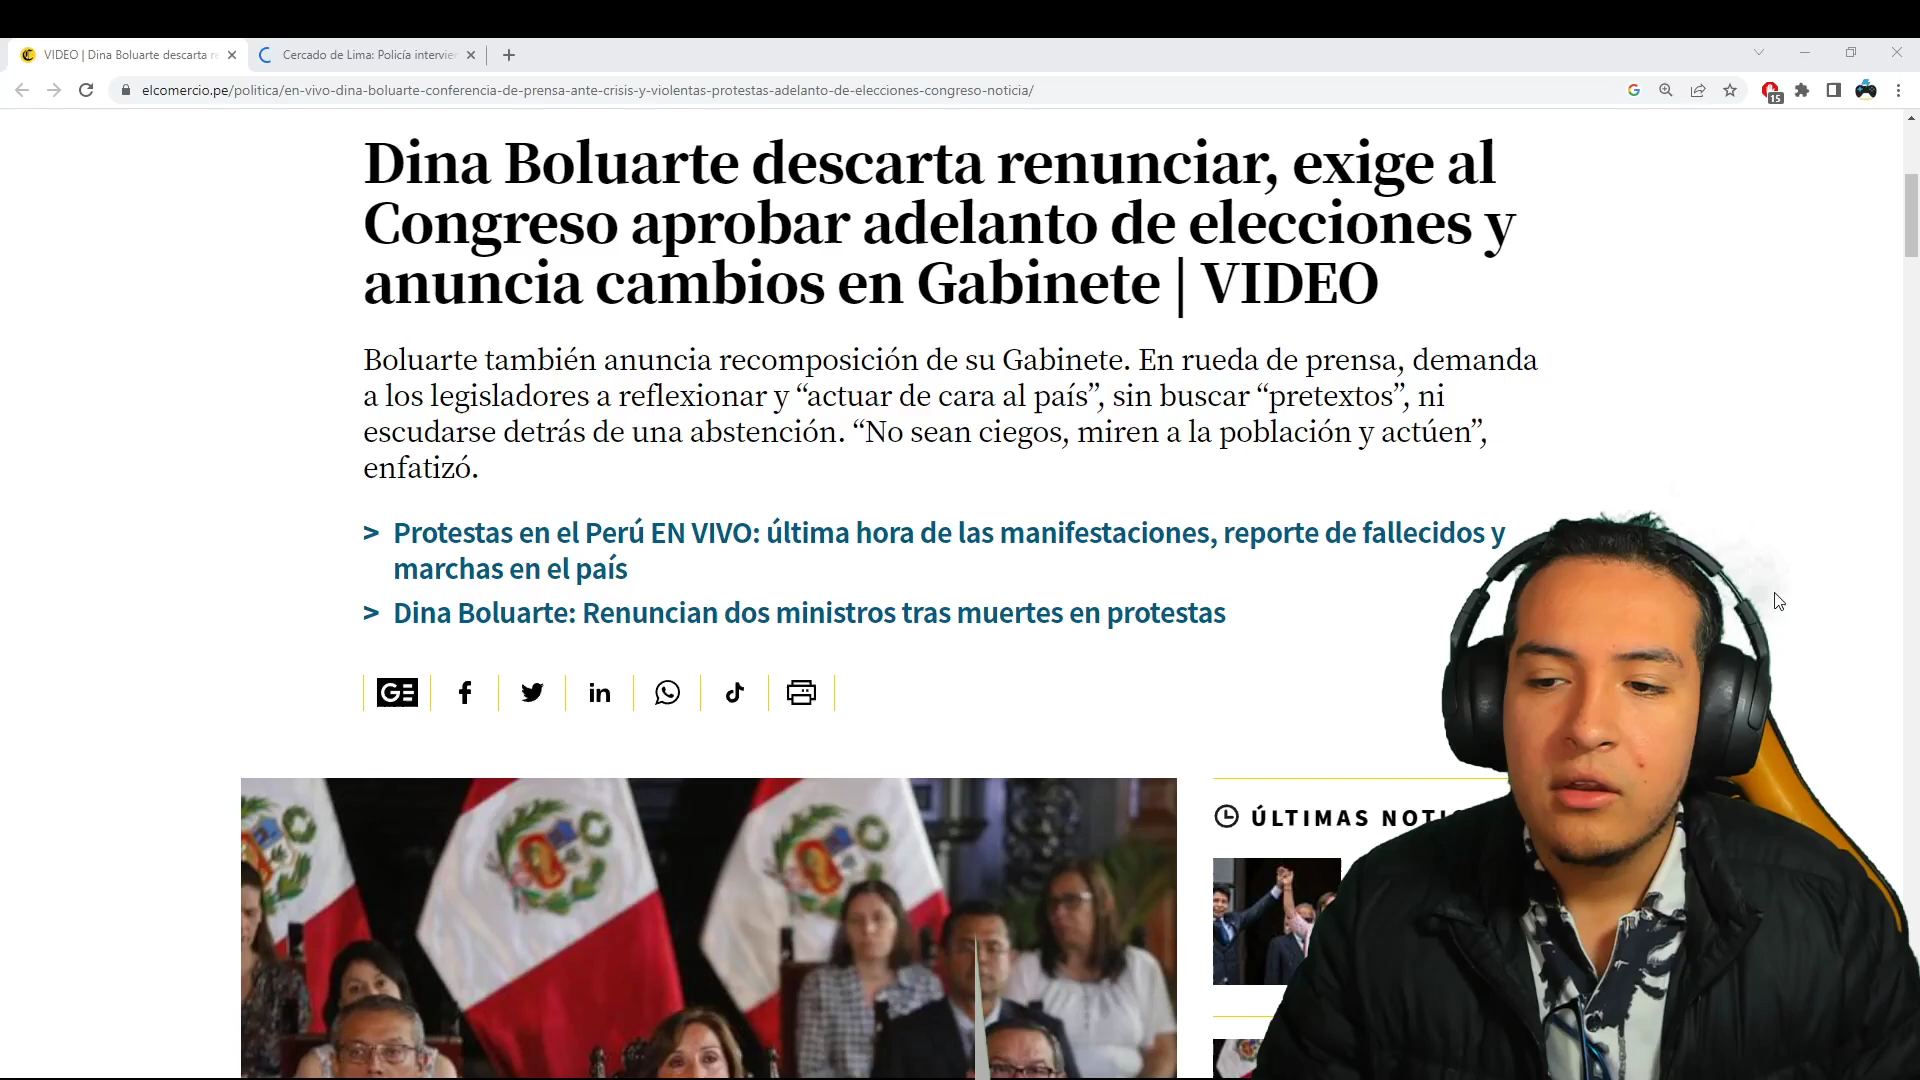 VIDEO | Dina Boluarte descarta re
Cercado de Lima: Policía intervien
elcomercio.pe/politica/en-vivo-dina-boluarte-conferencia-de-prensa-ante-crisis-y-violentas-protestas-adelanto-de-elecciones-congreso-noticia/
15
Dina Boluarte descarta renunciar, exige al
Congreso aprobar adelanto de elecciones y
anuncia cambios en Gabinete | VIDEO
Boluarte también anuncia recomposición de su Gabinete. En rueda de prensa, demanda
a los legisladores a reflexionar y “actuar de cara al país”, sin buscar “pretextos”, ni
escudarse detrás de una abstención. “No sean ciegos, miren a la población y actúen”,
enfatizó.
> Protestas en el Perú EN VIVO: última hora de las manifestaciones, reporte de fallecidos y
marchas en el país
> Dina Boluarte: Renuncian dos ministros tras muertes en protestas
ÚLTIMAS NOTI